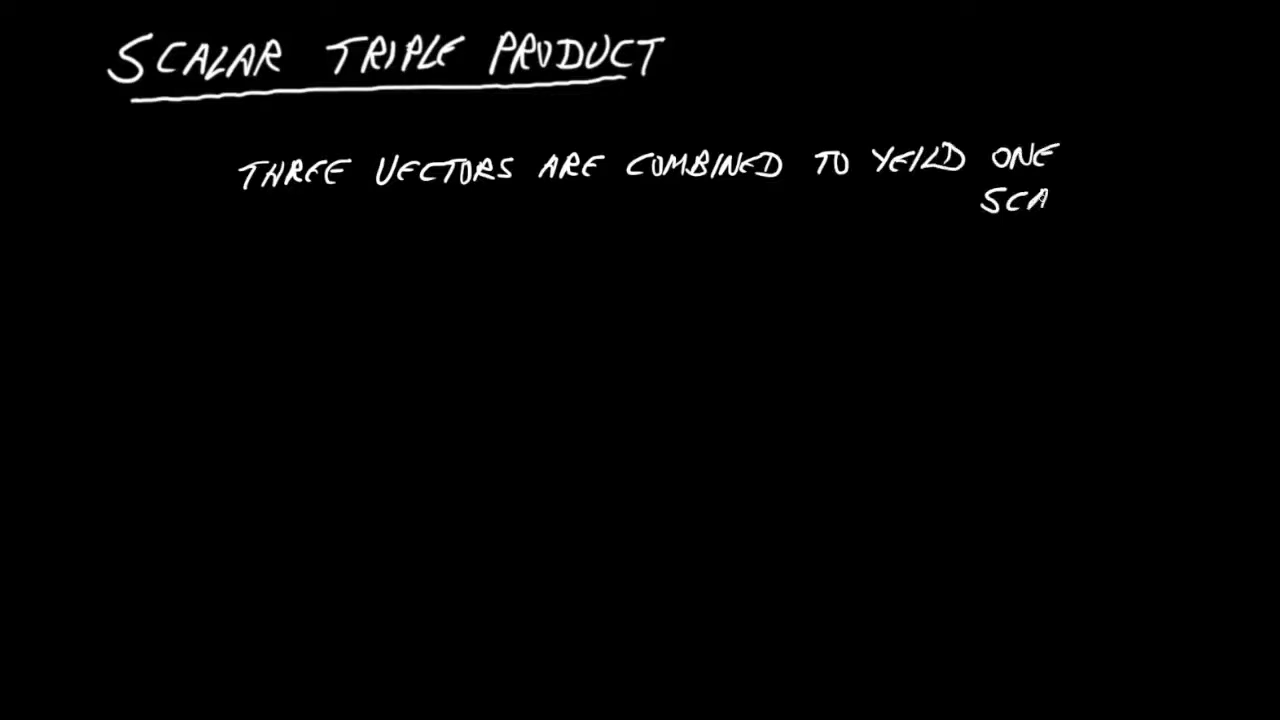 SCALAR TRIPLE PRODUCT
THREE VECTORS ARE COMBINED TO YEILD ONE
SCA